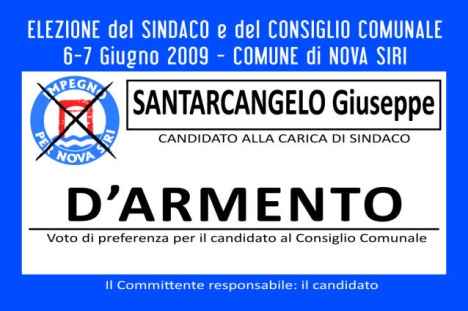 ELEZIONE del SINDACO e del CONSIGLIO COMUNALE
6-7 Giugno 2009 - COMUNE di NOVA SIRI
IMPEGNO
PER NOVA SIRI
SANTARCANGELO Giuseppe
CANDIDATO ALLA CARICA DI SINDACO
D'ARMENTO
Voto di preferenza per il candidato al Consiglio Comunale
Il Committente responsabile: il candidato